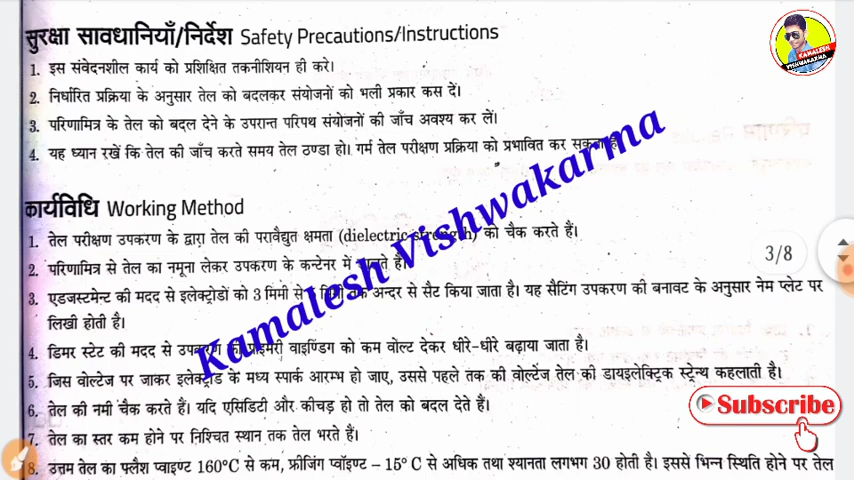 सुरक्षा सावधानियाँ/निर्देश Safety Precautions/Instructions
1. इस संवेदनशील कार्य को प्रशिक्षित तकनीशियन ही करे।
2. निर्धारित प्रक्रिया के अनुसार तेल को बदलकर संयोजनों को भली प्रकार कस दें।
3. परिणामित्र के तेल को बदल देने के उपरान्त परिपथ संयोजनों की जाँच अवश्य कर लें।
4. यह ध्यान रखें कि तेल की जाँच करते समय तेल ठण्डा हो। गर्म तेल परीक्षण प्रक्रिया को प्रभावित कर सकता है
कार्यविधि Working Method
1. तेल परीक्षण उपकरण के द्वारा तेल की परावैद्युत क्षमता (dielectric strength) को चैक करते हैं।
2. परिणामित्र से तेल का नमूना लेकर उपकरण के कन्टेनर में हैं।
3. एडजस्टमेन्ट की मदद से इलेक्ट्रोडों को 3 मिमी से मिमी तक अन्दर से सैट किया जाता है। यह सैटिंग उपकरण की बनावट के अनुसार नेम प्लेट पर
लिखी होती है।
4. डिमर स्टेट की मदद से उपकरण की प्राइमरी वाइण्डिंग को कम वोल्ट देकर धीरे-धीरे बढ़ाया जाता है।
5. जिस वोल्टेज पर जाकर इलेक्ट्रोड के मध्य स्पार्क आरम्भ हो जाए, उससे पहले तक की वोल्टेज तेल की डायइलेक्ट्रिक स्ट्रेन्थ कहलाती है।
6. तेल की नमी चैक करते हैं। यदि एसिडिटी और कीचड़ हो तो तेल को बदल देते हैं।
7. तेल का स्तर कम होने पर निश्चित स्थान तक तेल भरते हैं।
8. उत्तम तेल का फ्लैश प्वाइण्ट 160°C से कम, फ्रीजिंग प्वॉइण्ट – 15° C से अधिक तथा श्यानता लगभग 30 होती है। इससे भिन्न स्थिति होने पर तेल
Kamalesh Vishwakarma
KAMALESH
VISHWAKARMA
3/8
Subscribe